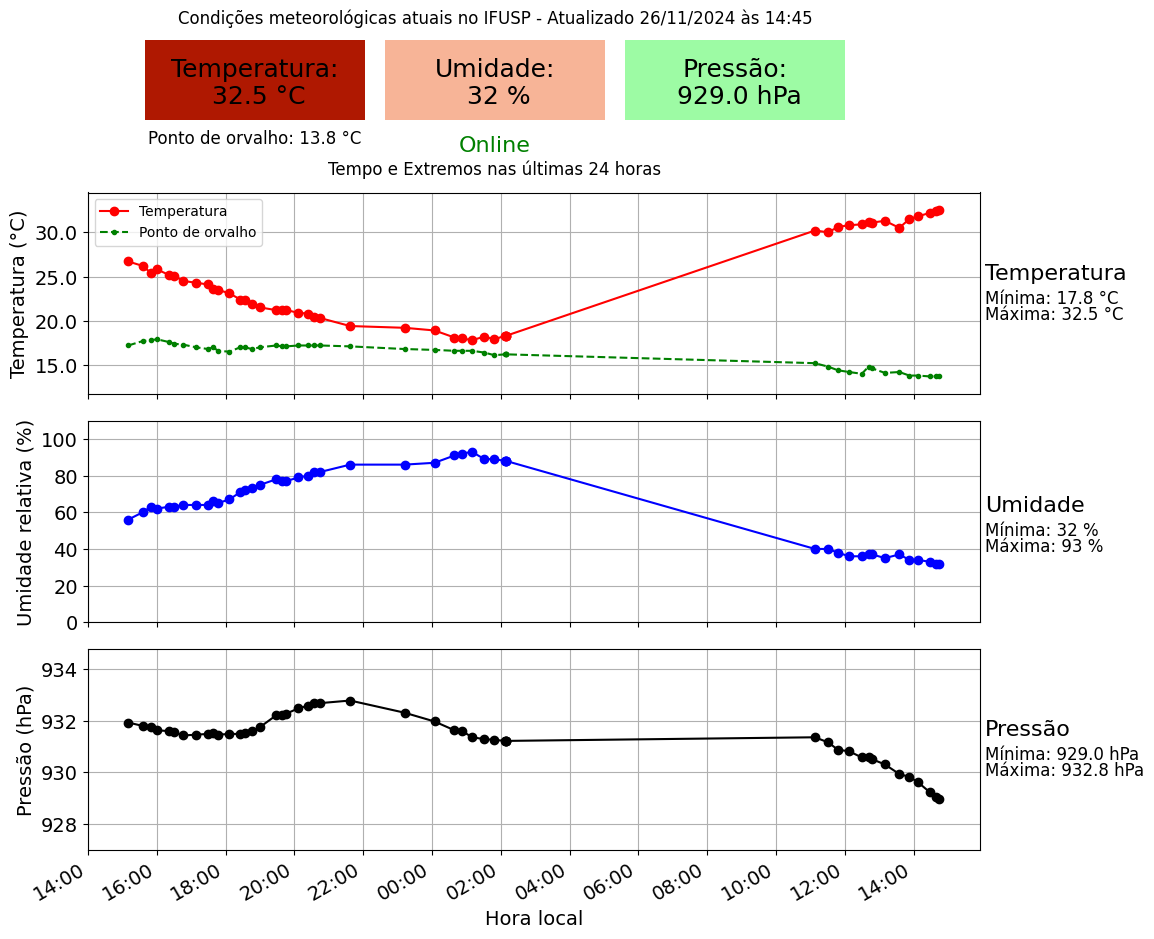 Condições meteorológicas atuais no IFUSP - Atualizado 26/11/2024 às 14:45
Temperatura:
32.5 °C
Umidade:
32 %
Pressão:
929.0 hPa
Ponto de orvalho: 13.8 °C
Online
Tempo e Extremos nas últimas 24 horas
Temperatura (°C)
30.0
25.0
20.0
15.0
Temperatura
Ponto de orvalho
Temperatura
Mínima: 17.8 °C
Máxima: 32.5 °C
Umidade relativa (%)
100
80
60
40
20
0
Umidade
Mínima: 32 %
Máxima: 93 %
Pressão (hPa)
934
932
930
928
Pressão
Mínima: 929.0 hPa
Máxima: 932.8 hPa
14:00
16:00
18:00
20:00
22:00
00:00
02:00
04:00
06:00
08:00
10:00
12:00
14:00
Hora local